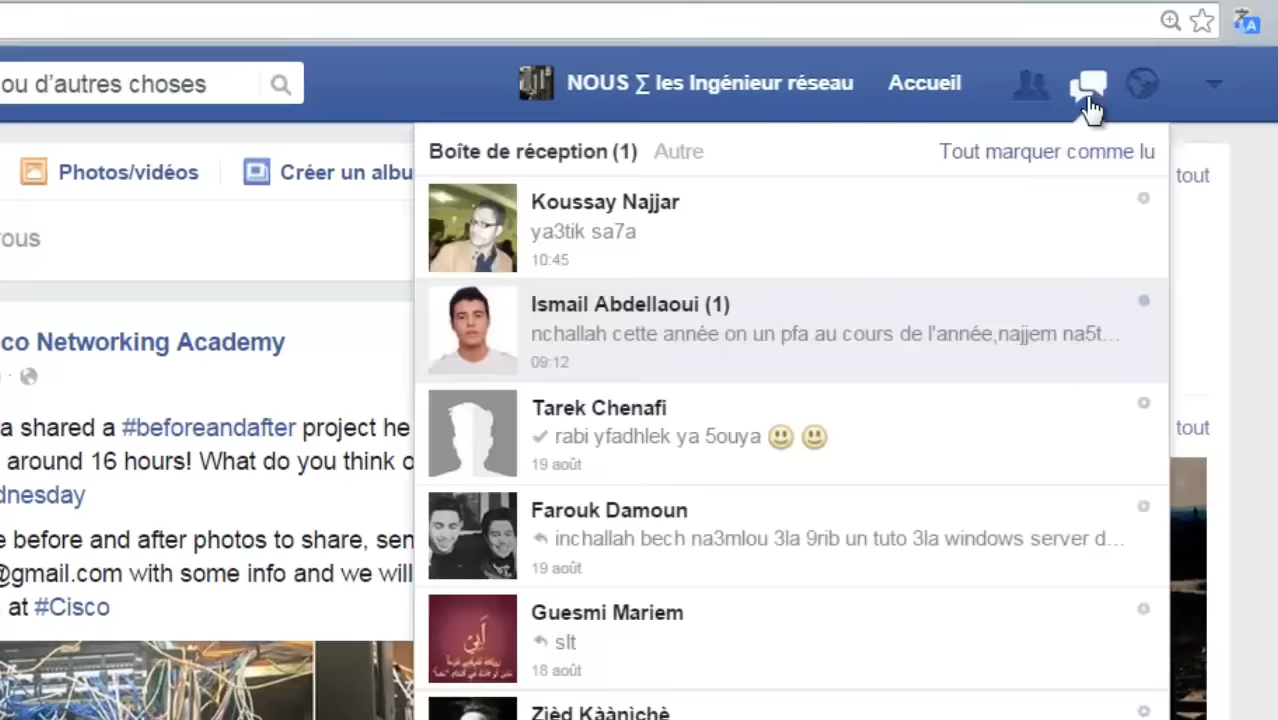 ou d'autres choses
NOUS ∑ les Ingénieur réseau
Accueil
Photos/vidéos
Créer un albu
ous
co Networking Academy
a shared a #beforeandafter project he
around 16 hours! What do you think o
dnesday
e before and after photos to share, sen
@gmail.com with some info and we will
at #Cisco
Boîte de réception (1) Autre
Tout marquer comme lu
Koussay Najjar
ya3tik sa7a
10:45
Ismail Abdellaoui (1)
nchallah cette année on un pfa au cours de l'année,najjem na5t...
09:12
Tarek Chenafi
rabi yfadhlek ya 5ouya
19 août
Farouk Damoun
inchallah bech na3mlou 3la 9rib un tuto 3la windows server d...
19 août
Guesmi Mariem
slt
18 août
Zièd Kàànichè
tout
tout